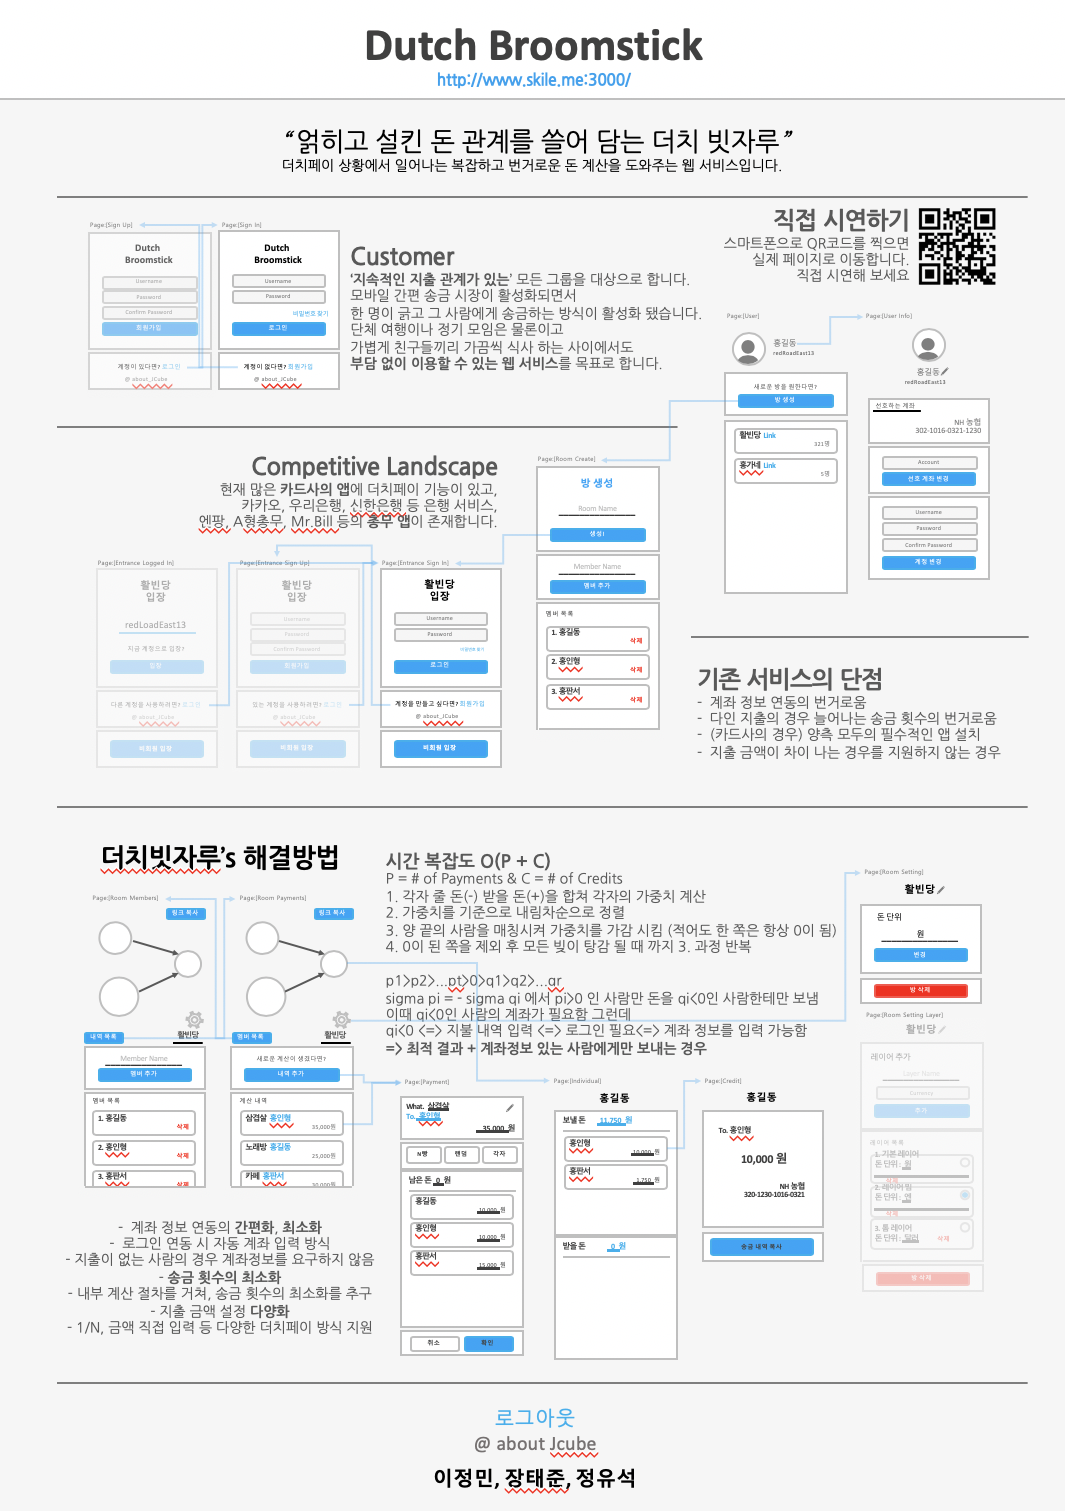 Dutch Broomstick
http://www.skile.me:3000/
“얽히고 설킨 돈 관계를 쓸어 담는 더치 빗자루”
더치페이 상황에서 일어나는 복잡하고 번거로운 돈 계산을 도와주는 웹 서비스입니다.
Page:[Sign Up]
Dutch
Broomstick
Username
Password
Confirm Password
회원가입
계정이 있다면? 로그인
@ about_JCube
Page:[Sign In]
Dutch
Broomstick
Username
Password
비밀번호 찾기
로그인
계정이 없다면? 회원가입
@ about_JCube
Customer
‘지속적인 지출 관계가 있는’ 모든 그룹을 대상으로 합니다.
모바일 간편 송금 시장이 활성화되면서
한 명이 긁고 그 사람에게 송금하는 방식이 활성화 됐습니다.
단체 여행이나 정기 모임은 물론이고
가볍게 친구들끼리 가끔씩 식사 하는 사이에서도
부담 없이 이용할 수 있는 웹 서비스를 목표로 합니다.
직접 시연하기
스마트폰으로 QR코드를 찍으면
실제 페이지로 이동합니다.
직접 시연해 보세요
Page:[User]
홍길동
redRoadEast13
새로운 방을 원한다면?
방 생성
활빈당 Link
321명
홍가네 Link
5명
Page:[User Info]
홍길동
redRoadEast13
선호하는 계좌
NH 농협
302-1016-0321-1230
Account
선호 계좌 변경
Username
Password
Confirm Password
계정 변경
Competitive Landscape
현재 많은 카드사의 앱에 더치페이 기능이 있고,
카카오, 우리은행, 신한은행 등 은행 서비스,
엔팡, A형총무, Mr.Bill 등의 총무 앱이 존재합니다.
Page:[Room Create]
방 생성
Room Name
생성!
Member Name
멤버 추가
멤버 목록
1. 홍길동
삭제
2. 홍인형
삭제
3. 홍판서
삭제
Page:[Entrance Logged In]
활빈당
입장
redLoadEast13
지금 계정으로 입장?
입장
다른 계정을 사용하려면? 로그인
@ about_JCube
비회원 입장
Page:[Entrance Sign Up]
활빈당
입장
Username
Password
Confirm Password
회원가입
있는 계정을 사용하려면? 로그인
@ about_JCube
비회원 입장
Page:[Entrance Sign In]
활빈당
입장
Username
Password
비밀번호 찾기
로그인
계정을 만들고 싶다면? 회원가입
@ about_JCube
비회원 입장
기존 서비스의 단점
- 계좌 정보 연동의 번거로움
- 다인 지출의 경우 늘어나는 송금 횟수의 번거로움
- (카드사의 경우) 양측 모두의 필수적인 앱 설치
- 지출 금액이 차이 나는 경우를 지원하지 않는 경우
더치빗자루’s 해결방법
Page:[Room Members]
링크 복사
내역 목록
활빈당
Member Name
멤버 추가
멤버 목록
1. 홍길동
삭제
2. 홍인형
삭제
3. 홍판서
삭제
Page:[Room Payments]
링크 복사
멤버 목록
활빈당
새로운 계산이 생겼다면?
내역 추가
계산 내역
삼겹살 홍인형
35,000원
노래방 홍길동
25,000원
카페 홍판서
30,000원
시간 복잡도 O(P + C)
P = # of Payments & C = # of Credits
1. 각자 줄 돈(-) 받을 돈(+)을 합쳐 각자의 가중치 계산
2. 가중치를 기준으로 내림차순으로 정렬
3. 양 끝의 사람을 매칭시켜 가중치를 가감 시킴 (적어도 한 쪽은 항상 0이 됨)
4. 0이 된 쪽을 제외 후 모든 빚이 탕감 될 때 까지 3. 과정 반복
p1>p2>...pt>0>q1>q2>...qr
sigma pi = - sigma qi 에서 pi>0 인 사람만 돈을 qi<0인 사람한테만 보냄
이때 qi<0인 사람의 계좌가 필요함 그런데
qi<0 <=> 지불 내역 입력 <=> 로그인 필요<=> 계좌 정보를 입력 가능함
=> 최적 결과 + 계좌정보 있는 사람에게만 보내는 경우
Page:[Room Setting]
활빈당
돈 단위
원
변경
방 삭제
Page:[Room Setting Layer]
활빈당
레이어 추가
Layer Name
Currency
추가
레이어 목록
1. 기본 레이어
돈 단위: 원
삭제
돈 단위: 엔
삭제
3. 룸 레이어
돈 단위: 달러
삭제
방 삭제
Page:[Payment]
What. 삼겹살
To. 홍인형
35,000 원
N빵
랜덤
각자
남은 돈 0 원
홍길동
10,000 원
홍인형
10,000 원
홍판서
15,000 원
취소
확인
Page:[Individual]
홍길동
보낼 돈 11,750 원
홍인형
10,000 원
홍판서
1,750 원
받을 돈 0 원
Page:[Credit]
홍길동
To. 홍인형
10,000 원
NH 농협
320-1230-1016-0321
송금 내역 복사
- 계좌 정보 연동의 간편화, 최소화
- 로그인 연동 시 자동 계좌 입력 방식
- 지출이 없는 사람의 경우 계좌정보를 요구하지 않음
- 송금 횟수의 최소화
- 내부 계산 절차를 거쳐, 송금 횟수의 최소화를 추구
- 지출 금액 설정 다양화
- 1/N, 금액 직접 입력 등 다양한 더치페이 방식 지원
로그아웃
@ about Jcube
이정민, 장태준, 정유석